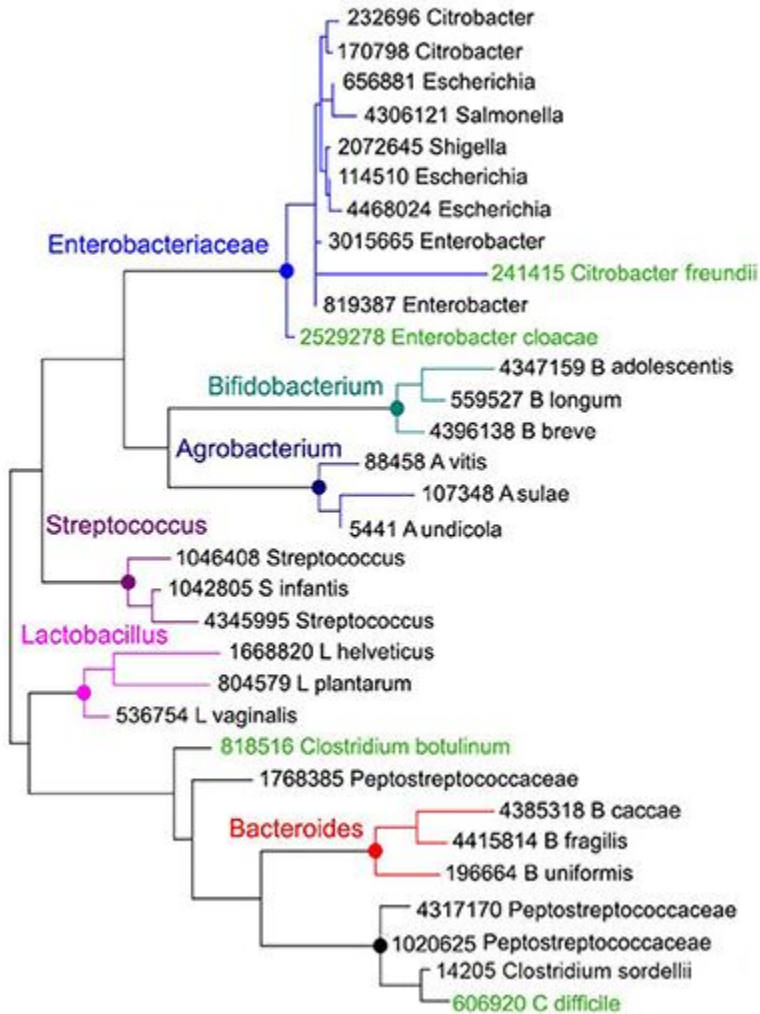 232696 Citrobacter
170798 Citrobacter
656881 Escherichia
4306121 Salmonella
2072645 Shigella
114510 Escherichia
4468024 Escherichia
Enterobacteriaceae
3015665 Enterobacter
241415 Citrobacter freundii
819387 Enterobacter
2529278 Enterobacter cloacae
4347159 B adolescentis
Bifidobacterium
559527 B longum
4396138 B breve
Agrobacterium
88458 A vitis
107348 A sulae
Streptococcus
5441 A undicola
1046408 Streptococcus
1042805 S infantis
4345995 Streptococcus
Lactobacillus
1668820 L helveticus
804579 L plantarum
536754 L vaginalis
818516 Clostridium botulinum
1768385 Peptostreptococcaceae
4385318 B caccae
Bacteroides
4415814 B fragilis
196664 B uniformis
4317170 Peptostreptococcaceae
1020625 Peptostreptococcaceae
14205 Clostridium sordellii
606920 C difficile